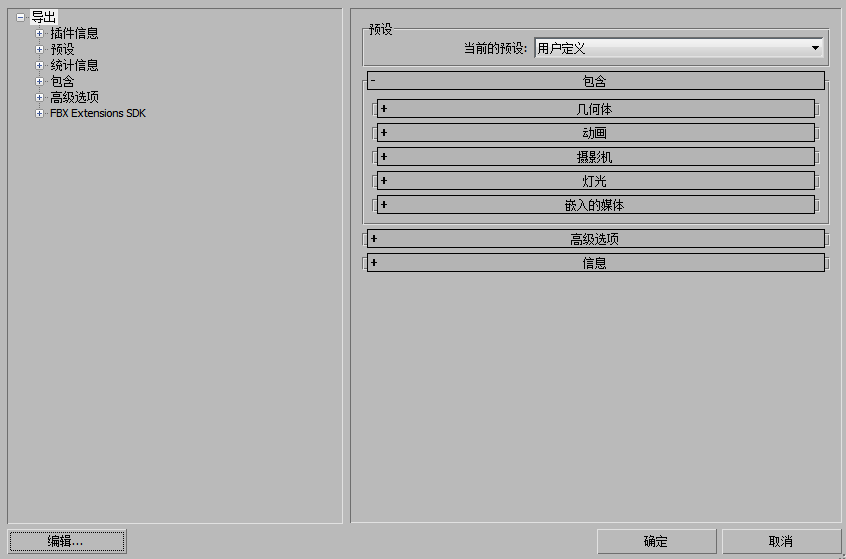 导出
插件信息
预设
统计信息
包含
高级选项
FBX Extensions SDK
预设
当前的预设: 用户定义
包含
几何体
动画
摄影机
灯光
嵌入的媒体
高级选项
信息
编辑...
确定
取消